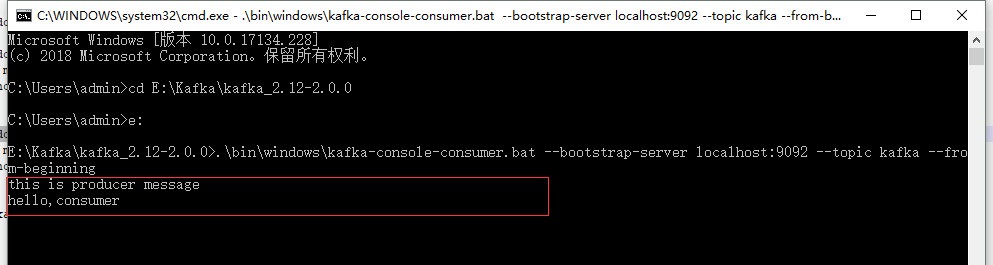 C:\WINDOWS\system32\cmd.exe - .\bin\windows\kafka-console-consumer.bat  --bootstrap-server localhost:9092 --topic kafka --from-b...
Microsoft Windows [版本 10.0.17134.228]
(c) 2018 Microsoft Corporation。保留所有权利。
C:\Users\admin>cd E:\Kafka\kafka_2.12-2.0.0
C:\Users\admin>e:
E:\Kafka\kafka_2.12-2.0.0>.\bin\windows\kafka-console-consumer.bat --bootstrap-server localhost:9092 --topic kafka --fro
m-beginning
this is producer message
hello,consumer